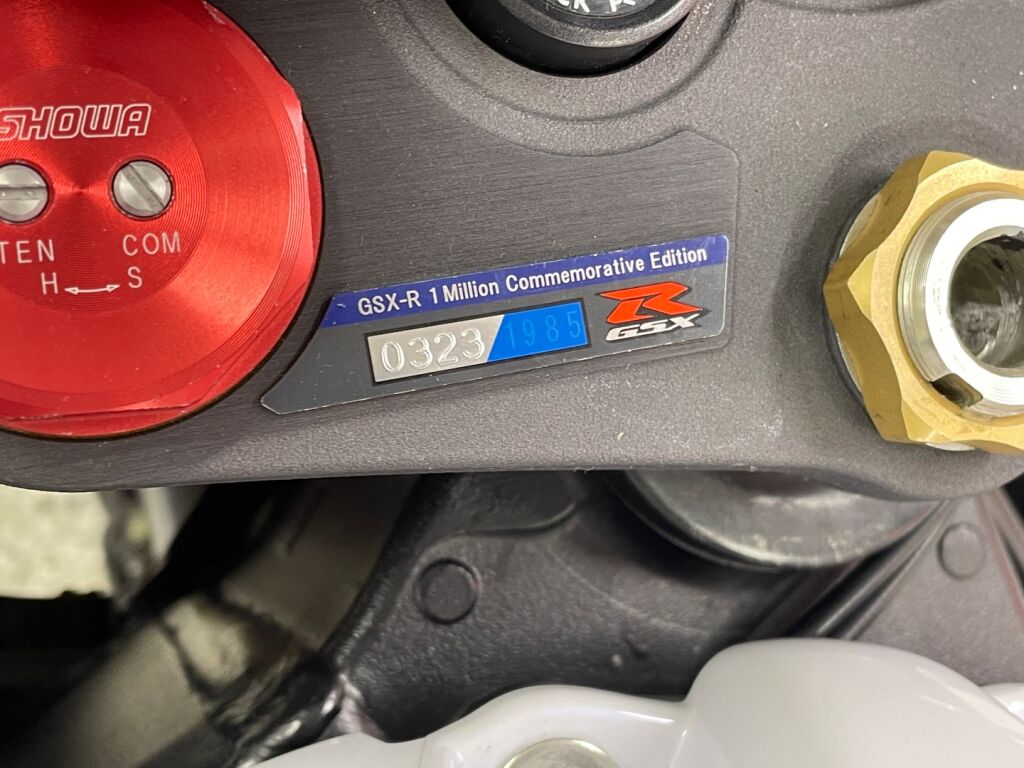 SHOWA
TEN COM
H S
GSX-R 1 Million Commemorative Edition
0323 1985
R
GSX